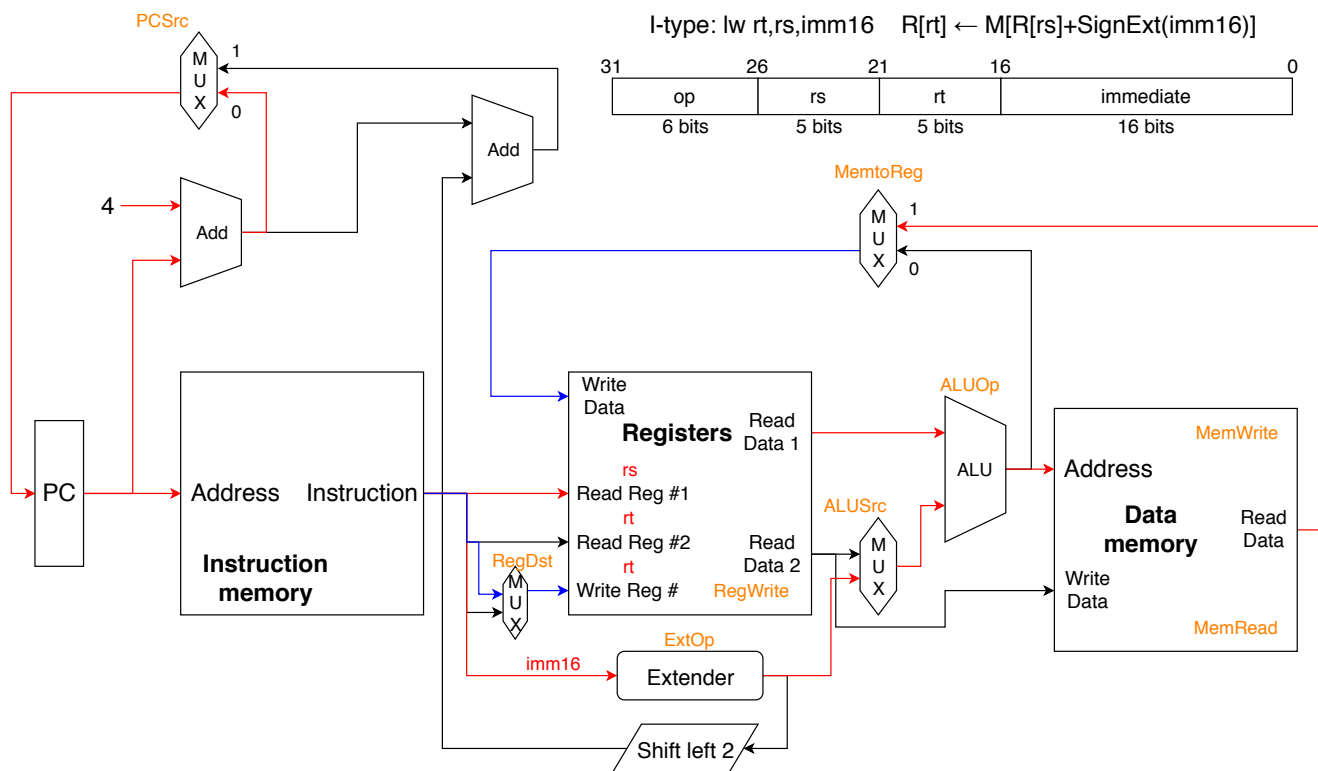 I-type: lw rt,rs,imm16 R[rt] ← M[R[rs]+SignExt(imm16)]
31 26 21 16 0
op rs rt immediate
6 bits 5 bits 5 bits 16 bits
PCSrc
M
U
X
1
0
Add
4
Add
MemtoReg
M
U
X
1
0
PC
Address
Instruction
Instruction
memory
RegDst
M
U
X
Write
Data
Registers
Read
Data 1
rs
Read Reg #1
rt
Read Reg #2
rt
Write Reg #
Read
Data 2
RegWrite
ALUOp
ALU
ALUSrc
M
U
X
MemWrite
Address
Data
memory
Read
Data
Write
Data
MemRead
ExtOp
imm16
Extender
Shift left 2